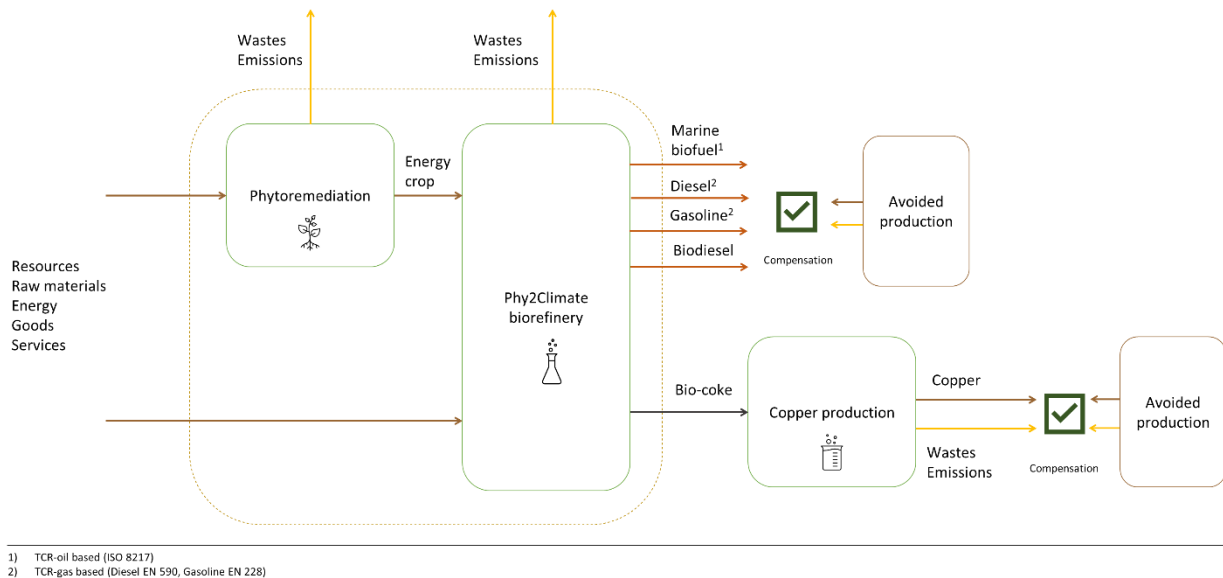 Wastes
Emissions
Wastes
Emissions
Phytoremediation
Energy
crop
Resources
Raw materials
Energy
Goods
Services
Phy2Climate
biorefinery
Marine
biofuel1
Diesel2
Gasoline2
Biodiesel
Compensation
Avoided
production
Bio-coke
Copper production
Copper
Wastes
Emissions
Compensation
Avoided
production
1) TCR-oil based (ISO 8217)
2) TCR-gas based (Diesel EN 590, Gasoline EN 228)